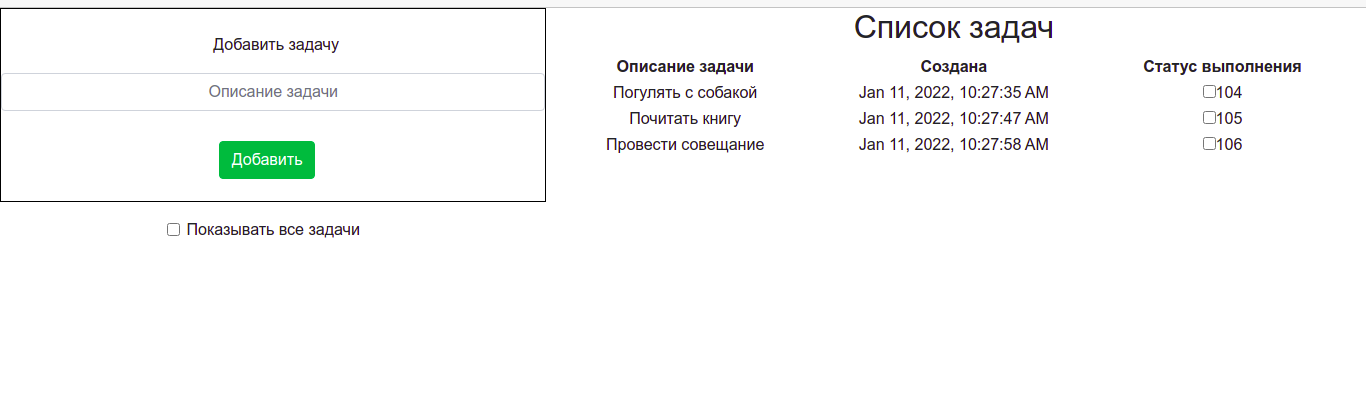 Добавить задачу
Описание задачи
Добавить
Показывать все задачи
Список задач
Описание задачи Создана Статус выполнения
Погулять с собакой Jan 11, 2022, 10:27:35 AM 104
Почитать книгу Jan 11, 2022, 10:27:47 AM 105
Провести совещание Jan 11, 2022, 10:27:58 AM 106